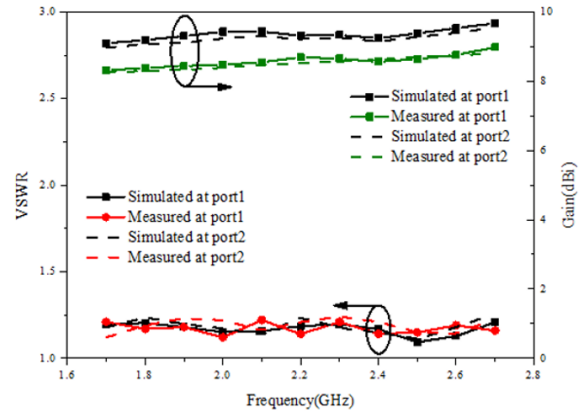 3.0
2.5
2.0
1.5
1.0
VSWR
10
8
6
4
2
0
Gain(dBi)
Simulated at port1
Measured at port1
Simulated at port2
Measured at port2
Simulated at port1
Measured at port1
Simulated at port2
Measured at port2
1.6 1.8 2.0 2.2 2.4 2.6 2.8
Frequency(GHz)